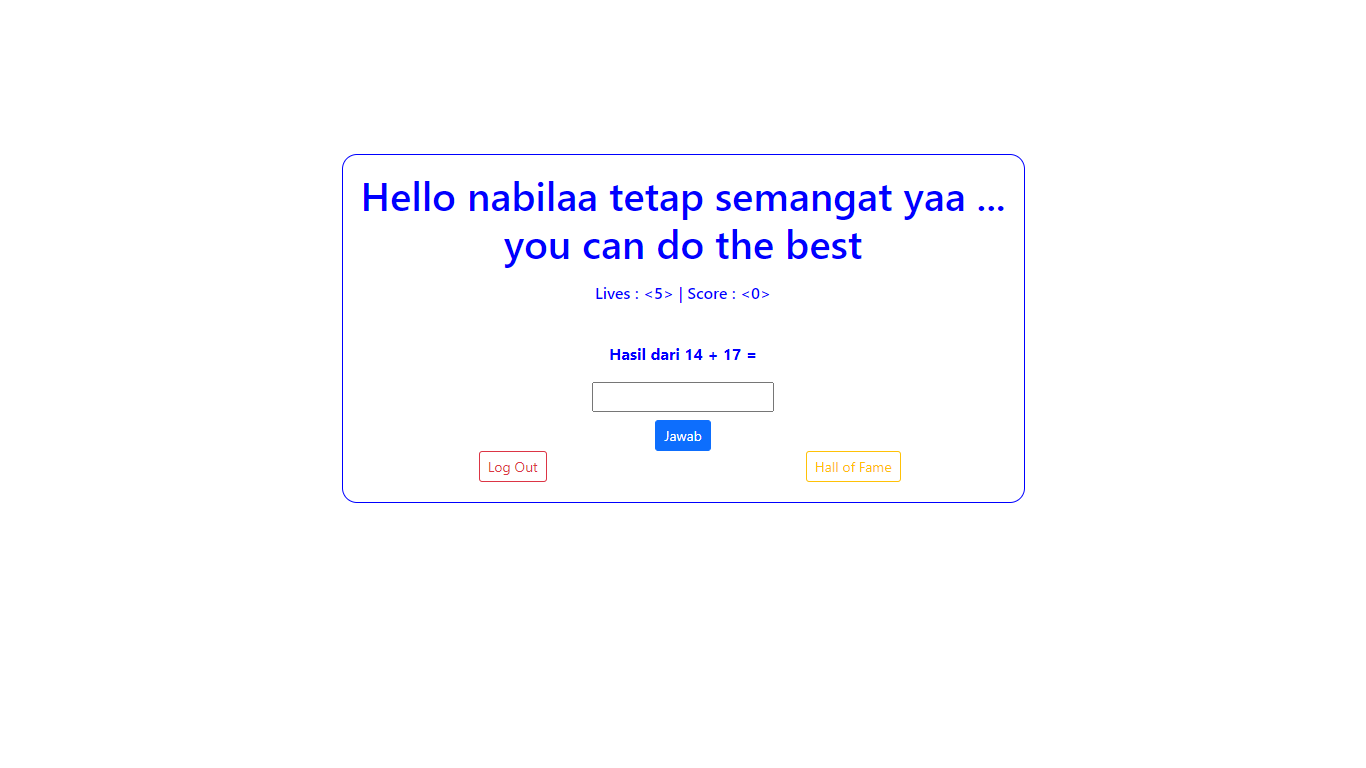 Hello nabilaa tetap semangat yaa ...
you can do the best
Lives : <5> | Score : <0>
Hasil dari 14 + 17 =
Jawab
Log Out
Hall of Fame